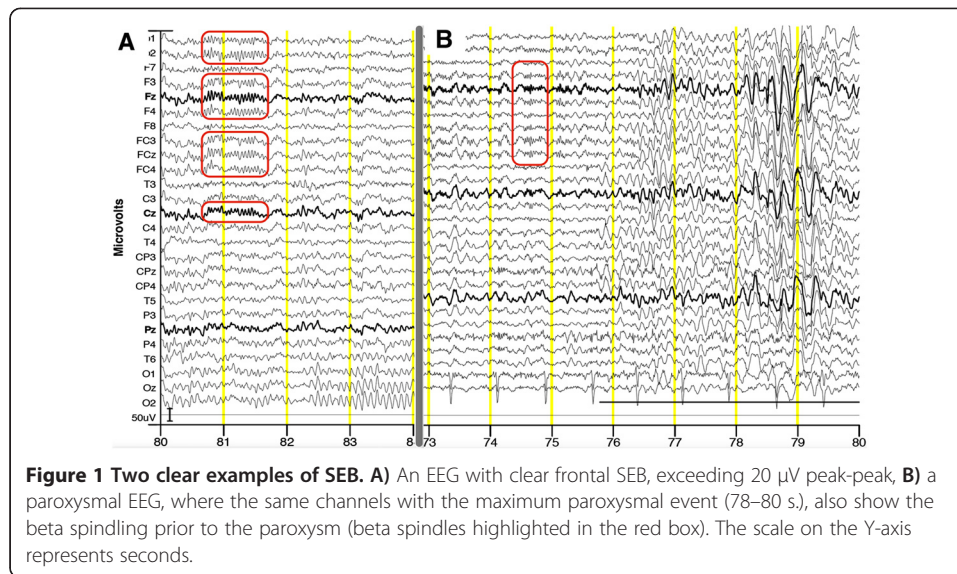 A
B
F3
Fz
F4
F8
FC3
FCz
FC4
T3
C3
Cz
C4
T4
CP3
CPz
CP4
T5
P3
Pz
P4
T6
O1
Oz
O2
50uV
Microvolts
80 81 82 83 8 73 74 75 76 77 78 79 80
Figure 1 Two clear examples of SEB. A) An EEG with clear frontal SEB, exceeding 20 μV peak-peak, B) a
paroxysmal EEG, where the same channels with the maximum paroxysmal event (78–80 s.), also show the
beta spindling prior to the paroxysm (beta spindles highlighted in the red box). The scale on the Y-axis
represents seconds.